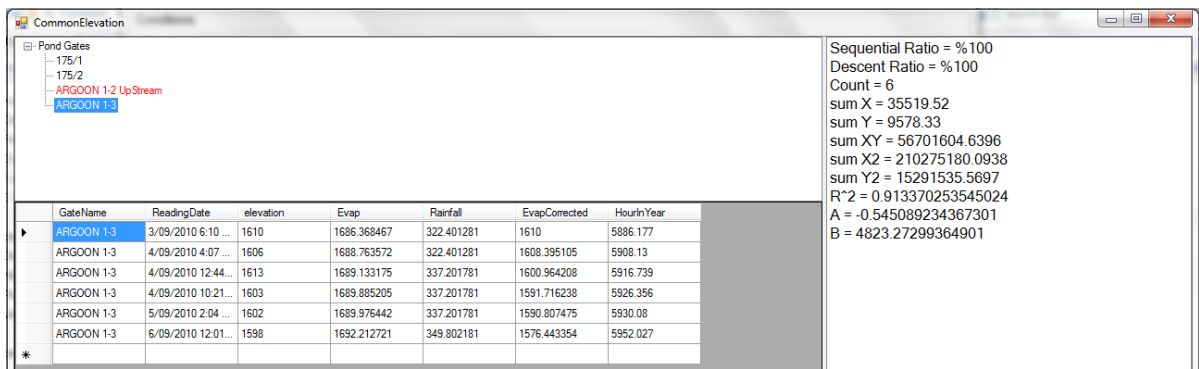 CommonElevation
Pond Gates
175/1
175/2
ARGOON 1-2 UpStream
ARGOON 1-3
GateName ReadingDate elevation Evap Rainfall EvapCorrected HourInYear
ARGOON 1-3 3/09/2010 6:10 ... 1610 1686.368467 322.401281 1610 5886.177
ARGOON 1-3 4/09/2010 4:07 ... 1606 1688.763572 322.401281 1608.395105 5908.13
ARGOON 1-3 4/09/2010 12:44... 1613 1689.133175 337.201781 1600.964208 5916.739
ARGOON 1-3 4/09/2010 10:21... 1603 1689.885205 337.201781 1591.716238 5926.356
ARGOON 1-3 5/09/2010 2:04 ... 1602 1689.976442 337.201781 1590.807475 5930.08
ARGOON 1-3 6/09/2010 12:01... 1598 1692.212721 349.802181 1576.443354 5952.027
Sequential Ratio = %100
Descent Ratio = %100
Count = 6
sum X = 35519.52
sum Y = 9578.33
sum XY = 56701604.6396
sum X2 = 210275180.0938
sum Y2 = 15291535.5697
R^2 = 0.913370253545024
A = -0.545089234367301
B = 4823.27299364901